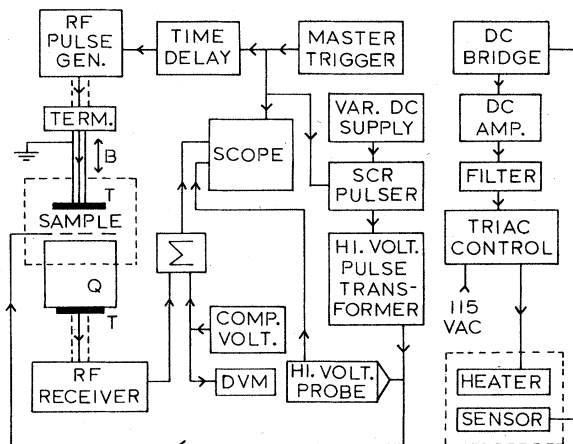 RF
PULSE
GEN.
TIME
DELAY
MASTER
TRIGGER
DC
BRIDGE
TERM.
B
SCOPE
VAR. DC
SUPPLY
DC
AMP.
T
SAMPLE
SCR
PULSER
FILTER
Σ
HI. VOLT.
PULSE
TRANS-
FORMER
TRIAC
CONTROL
Q
T
COMP.
VOLT.
115
VAC
RF
RECEIVER
DVM
HI. VOLT.
PROBE
HEATER
SENSOR